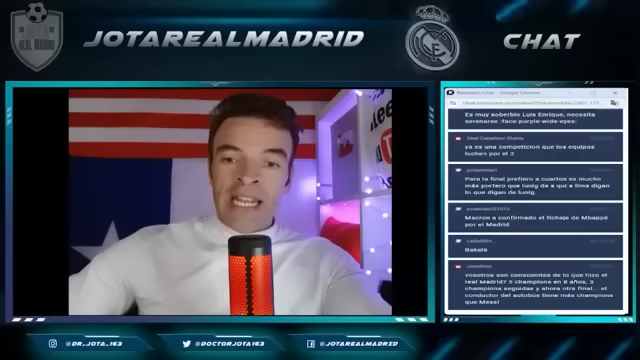 JOTAREALMADRID
CHAT
Es muy soberbio Luis Enrique, necesita
serenarse :face-purple-wide-eyes:
ya es una competicion que los equipos
luchen por el 2
Para la final prefiero a cuartos es mucho
más portero que lunig de a qui a lima digan
lo que digan de lunig.
Macron a confirmado el fichaje de Mbappé
por el Madrid
Bakalà
Jonathan
vosotros son conscientes de lo que hizo el
real Madrid? 5 champions en 8 años, 3
champions seguidas y ahora otra final... el
conductor del autobos tiene más champions
que Messi
@DR_JOTA_163
@DOCTORJOTA163
@JOTAREALMADRID